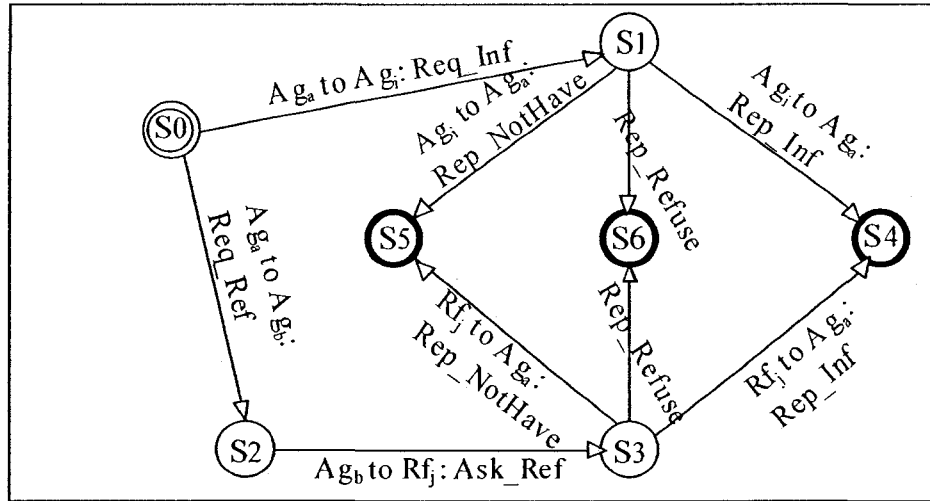 S1
Ag_a to Ag_i: Req_Inf
S0
Ag_i to Ag_a:
Rep_NotHave
Rep_Refuse
Ag_i to Ag_a:
Rep_Inf
S5
S6
S4
Ag_a to Ag_b:
Req_Ref
Rf_j to Ag_a:
Rep_NotHave
Rep_Refuse
Rf_j to Ag_a:
Rep_Inf
S2
Ag_b to Rf_j: Ask_Ref
S3